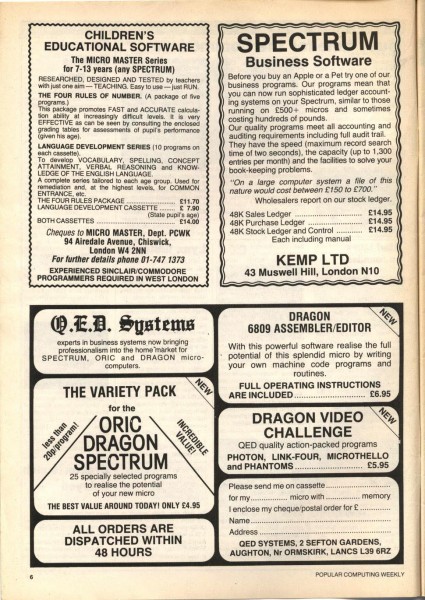 CHILDREN'S
EDUCATIONAL SOFTWARE
The MICRO MASTER Series
for 7-13 years (any SPECTRUM)
RESEARCHED, DESIGNED AND TESTED by teachers
with just one aim — TEACHING. Easy to use — just RUN.
THE FOUR RULES OF NUMBER. (A package of five
programs.)
This package promotes FAST and ACCURATE calcula-
tion ability at increasingly difficult levels. It is very
EFFECTIVE as can be seen by consulting the enclosed
grading tables for assessments of pupil's performance
(given his age).
LANGUAGE DEVELOPMENT SERIES (10 programs on
each cassette).
To develop VOCABULARY, SPELLING, CONCEPT
ATTAINMENT, VERBAL REASONING and KNOW-
LEDGE OF THE ENGLISH LANGUAGE.
A complete series tailored to each age group. Used for
remediation and, at the highest levels, for COMMON
ENTRANCE, etc.
THE FOUR RULES PACKAGE ................ £11.70
LANGUAGE DEVELOPMENT CASSETTE ...... £ 7.90
(State pupil's age)
BOTH CASSETTES ................ £14.00
Cheques to MICRO MASTER, Dept. PCWK
94 Airedale Avenue, Chiswick,
London W4 2NN
For further details phone 01-747 1373
EXPERIENCED SINCLAIR/COMMODORE
PROGRAMMERS REQUIRED IN WEST LONDON
SPECTRUM
Business Software
Before you buy an Apple or a Pet try one of our
business programs. Our programs mean that
you can now run sophisticated ledger account-
ing systems on your Spectrum, similar to those
running on £500+ micros and sometimes
costing hundreds of pounds.
Our quality programs meet all accounting and
auditing requirements including full audit trail.
They have the speed (maximum record search
time of two seconds), the capacity (up to 1,300
entries per month) and the facilities to solve your
book-keeping problems.
"On a large computer system a file of this
nature would cost between £150 to £700."
Wholesalers report on our stock ledger.
48K Sales Ledger ................ £14.95
48K Purchase Ledger ................ £14.95
48K Stock Ledger and Control ........ £14.95
Each including manual
KEMP LTD
43 Muswell Hill, London N10
Q.E.D. Systems
experts in business systems now bringing
professionalism into the home market for
SPECTRUM, ORIC and DRAGON micro-
computers.
NEW
THE VARIETY PACK
for the
less than
20p/program!
ORIC
DRAGON
SPECTRUM
INCREDIBLE
VALUE!
25 specially selected programs
to realise the potential
of your new micro
THE BEST VALUE AROUND TODAY! ONLY £4.95
ALL ORDERS ARE
DISPATCHED WITHIN
48 HOURS
NEW
DRAGON
6809 ASSEMBLER/EDITOR
With this powerful software realise the full
potential of this splendid micro by writing
your own machine code programs and
routines.
FULL OPERATING INSTRUCTIONS
ARE INCLUDED ................ £6.95
NEW
DRAGON VIDEO
CHALLENGE
QED quality action-packed programs
PHOTON, LINK-FOUR, MICROTHELLO
and PHANTOMS ................ £5.95
Please send me on cassette................
for my............ micro with ............ memory
I enclose my cheque/postal order for £............
Name................
Address ................
QED SYSTEMS, 2 SEFTON GARDENS,
AUGHTON, Nr ORMSKIRK, LANCS L39 6RZ
6
POPULAR COMPUTING WEEKLY